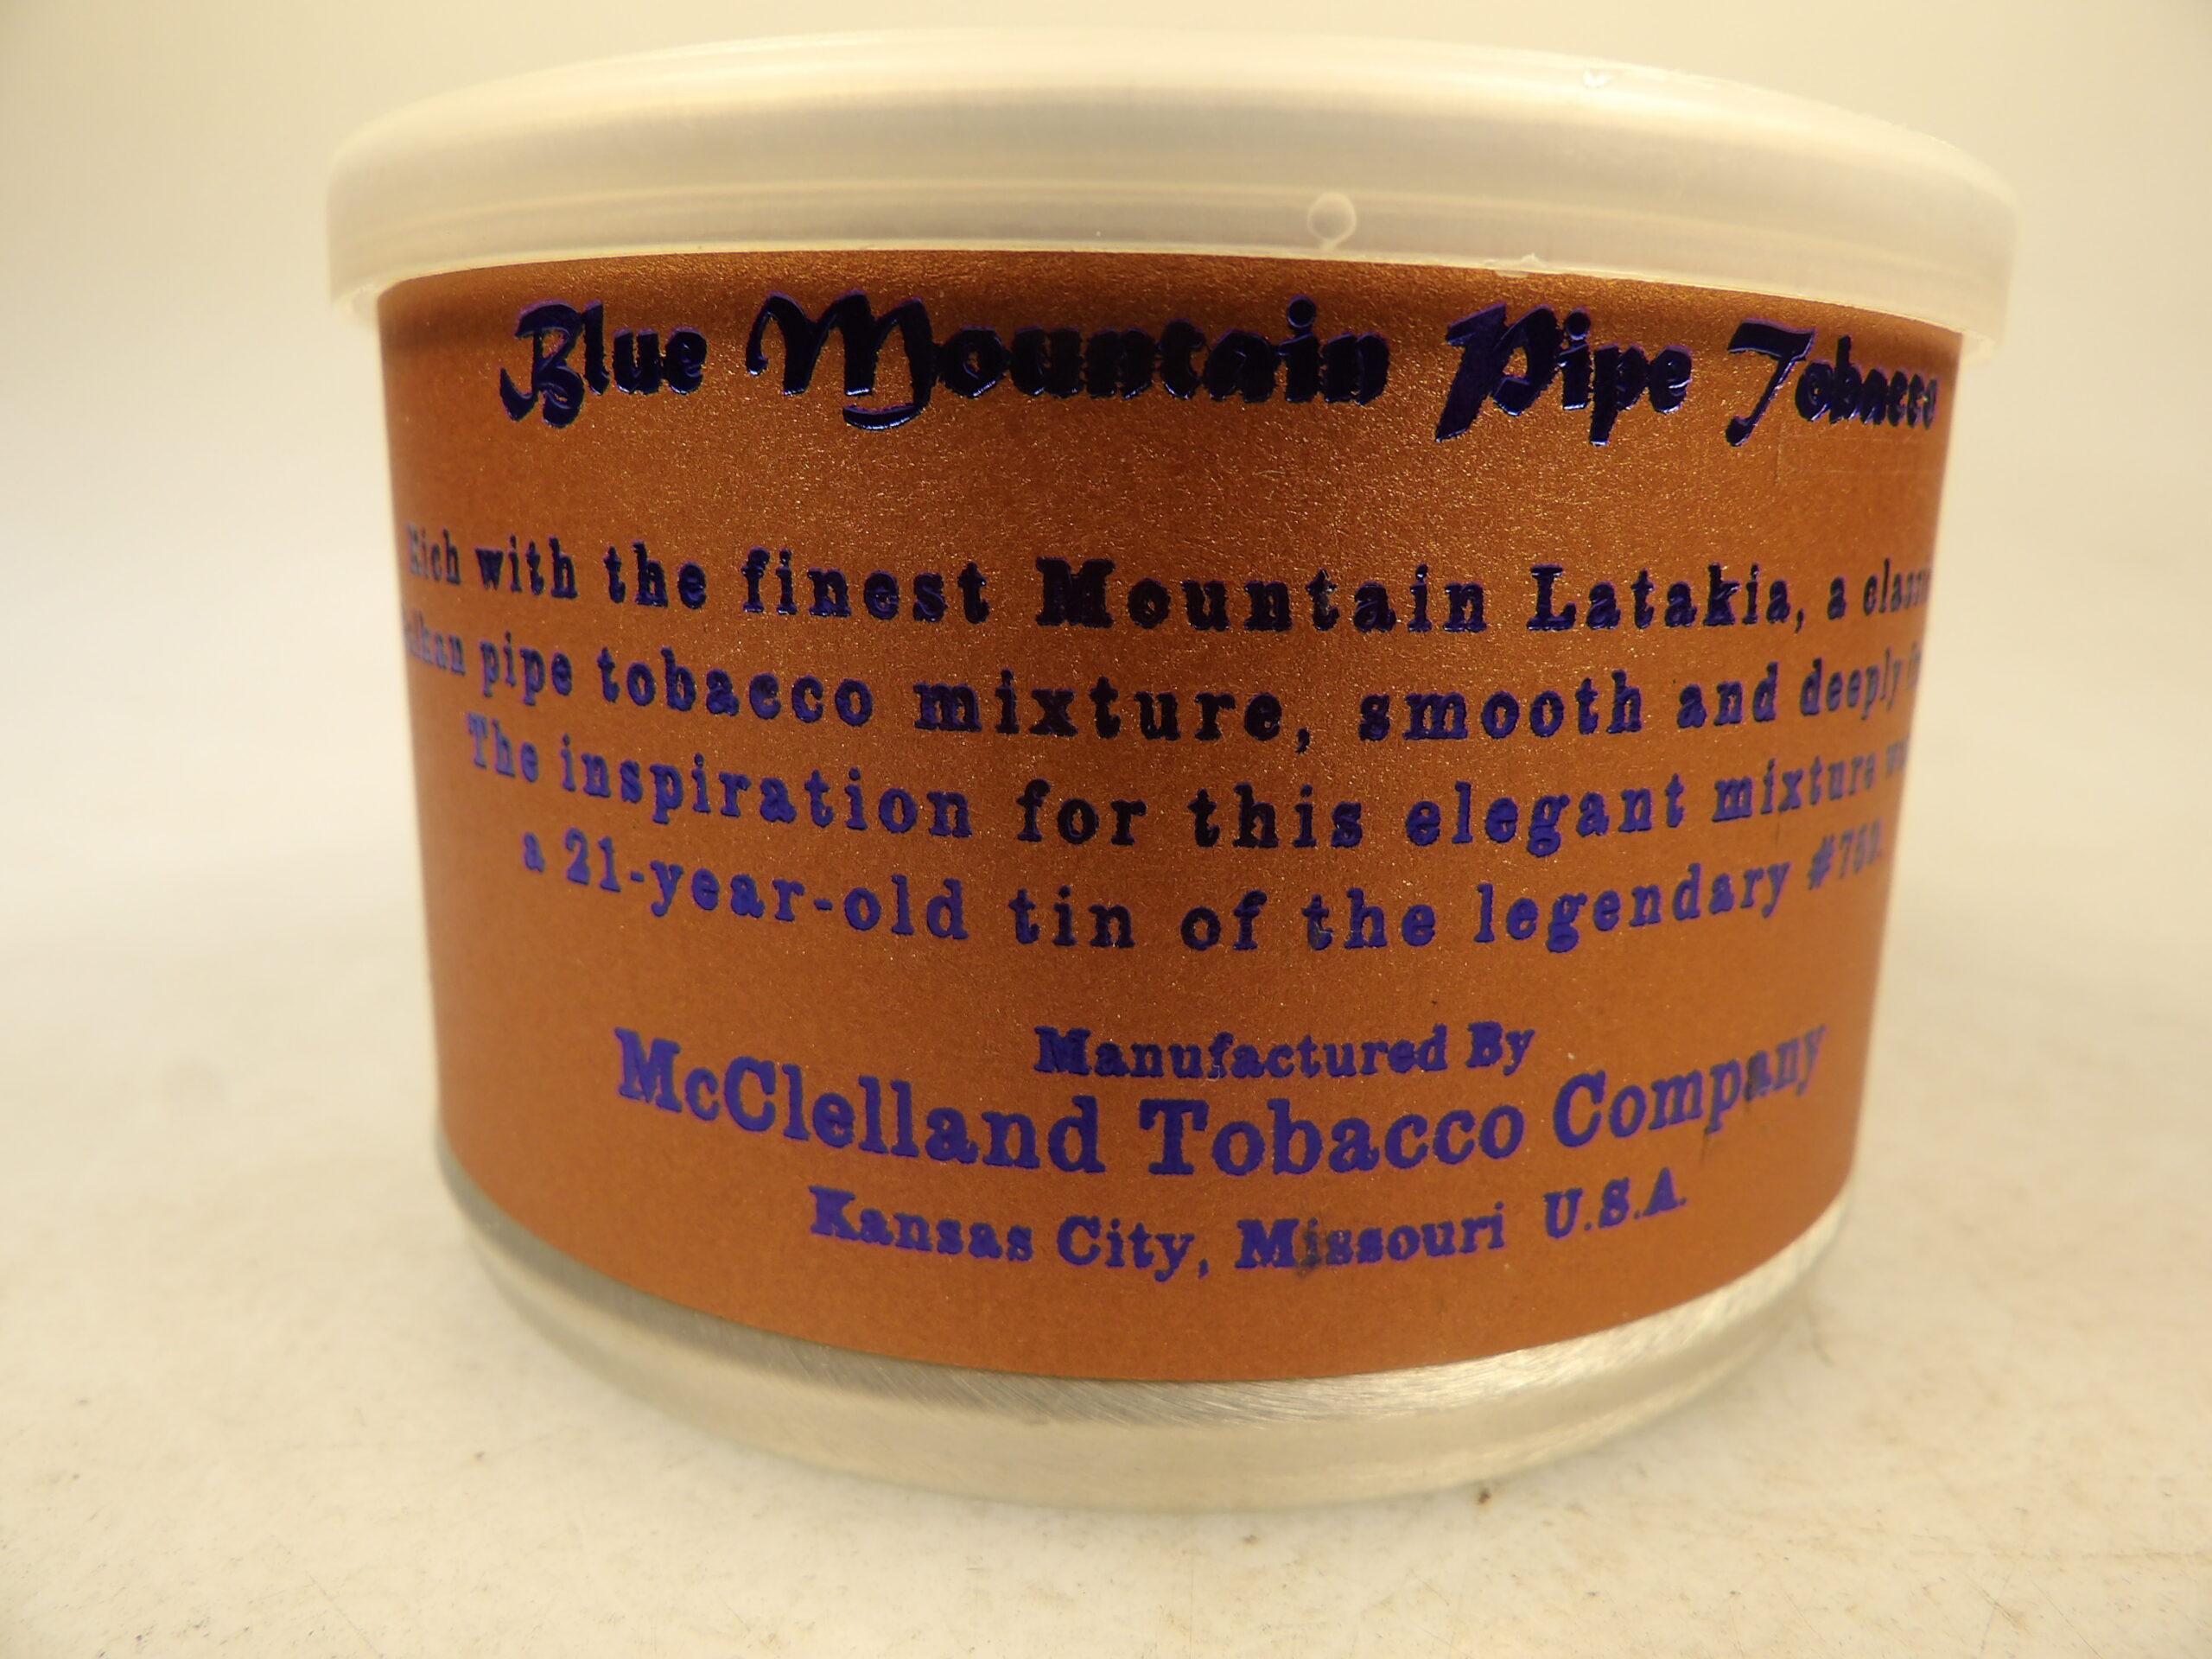 Blue Mountain Pipe Tobacco
Rich with the finest Mountain Latakia, a
pipe tobacco mixture, smooth and deeply
The inspiration for this elegant mixture
a 21-year-old tin of the legendary
Manufactured By
McClelland Tobacco Company
Kansas City, Missouri U.S.A.